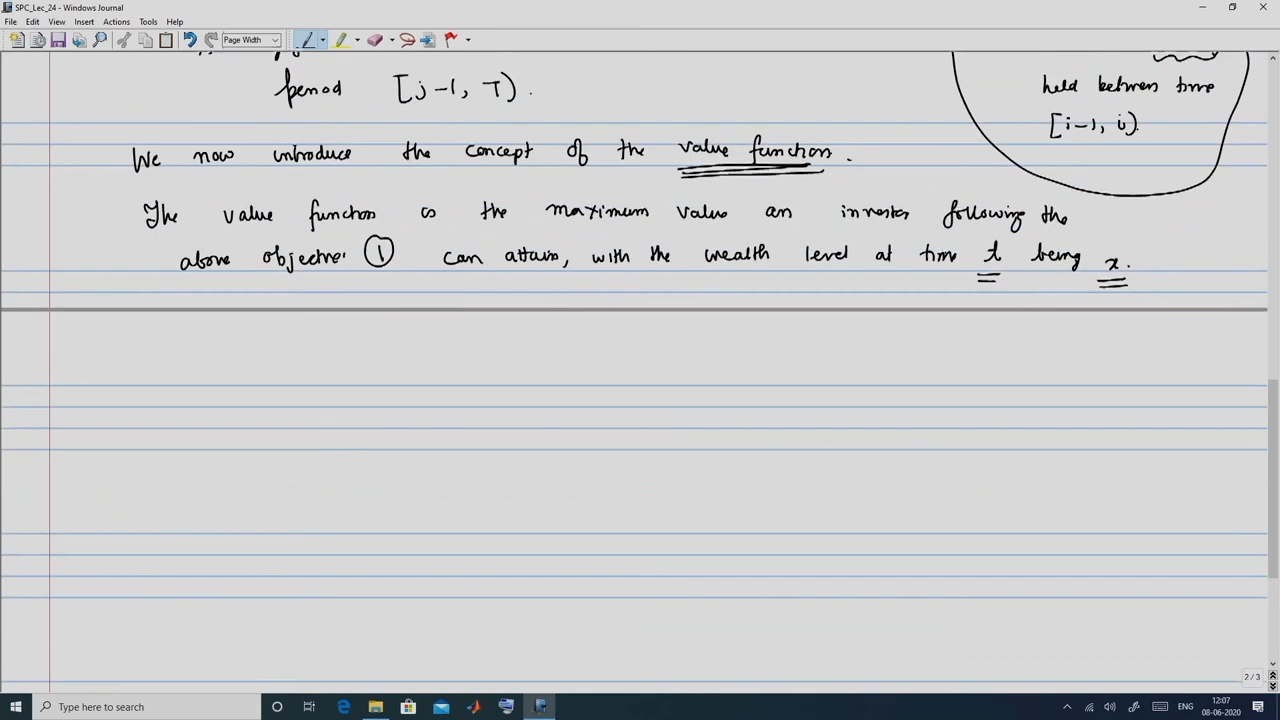 SPC_Lec_24 - Windows Journal
File Edit View Insert Actions Tools Help
Page Width
period [j-1, T).
held between time
[i-1, i).
We now introduce the concept of the value function.
The value function is the maximum value an investor following the
above objective ① can attain, with the wealth level at time t being x.
2/3
Type here to search
ENG
12:07
08-06-2020